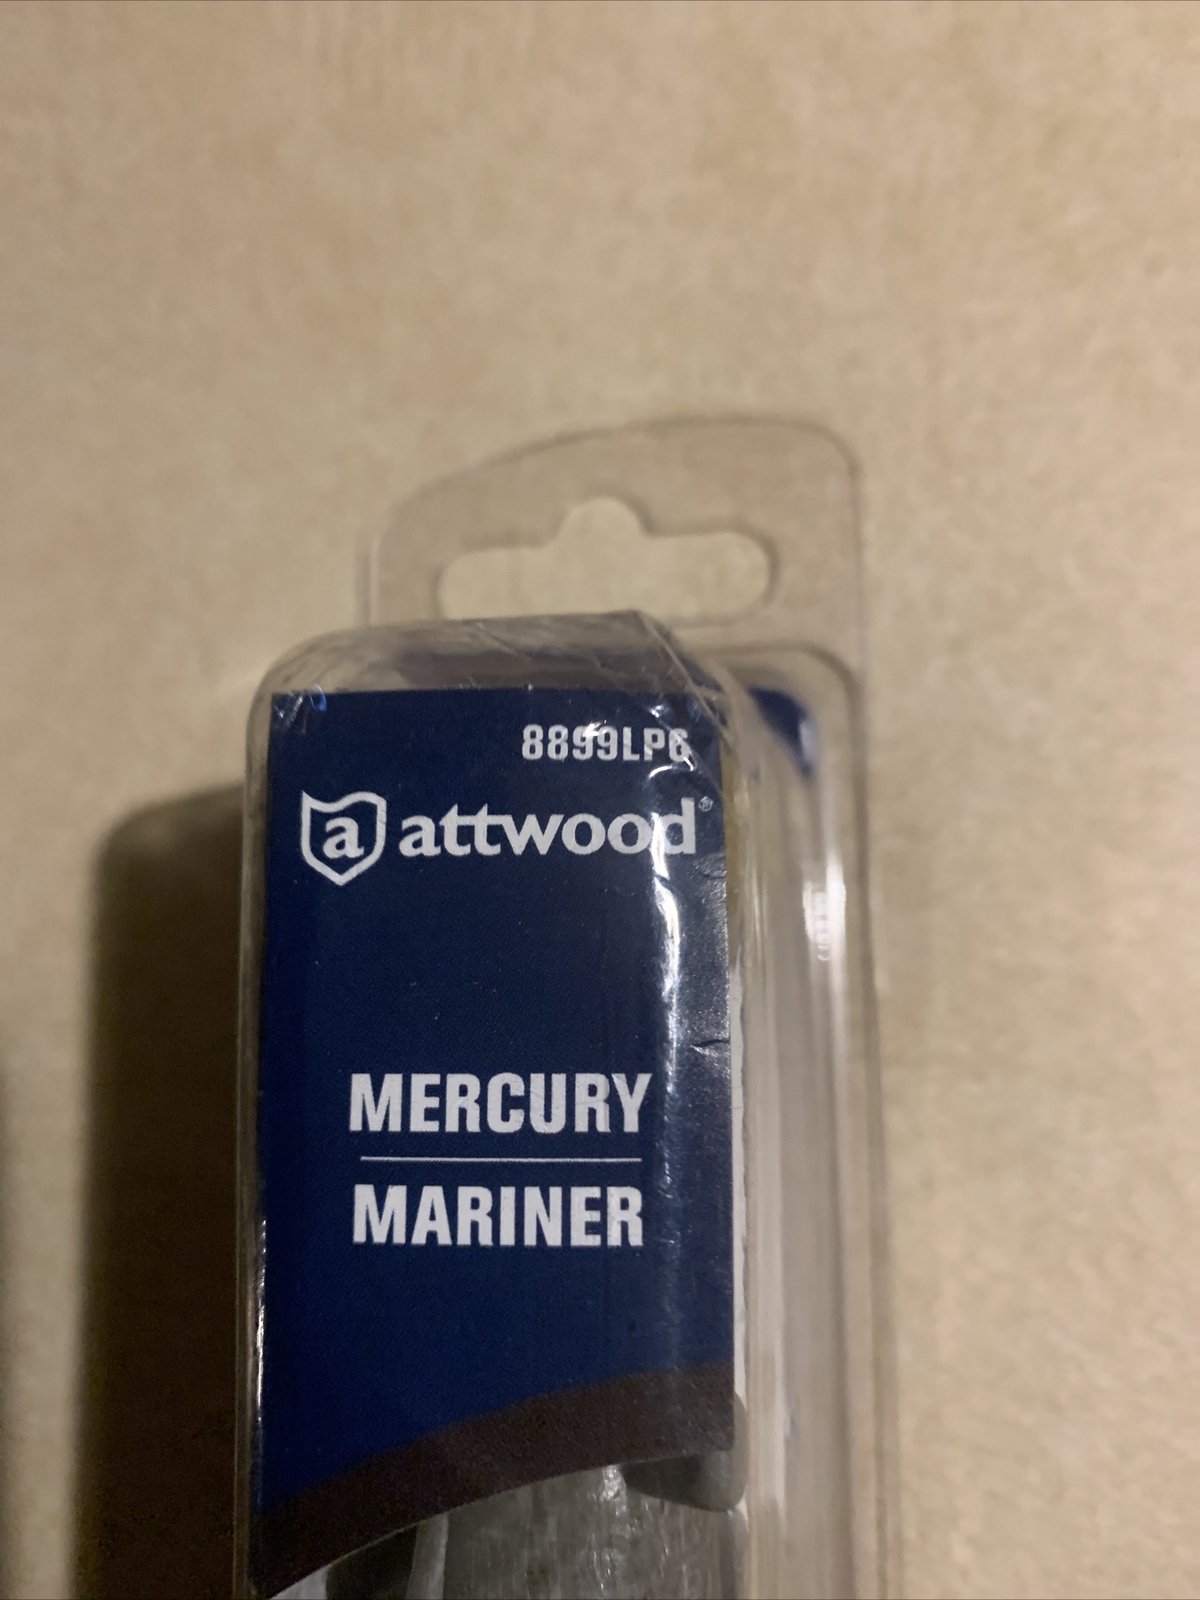 8899LP6
a attwood®
MERCURY
MARINER